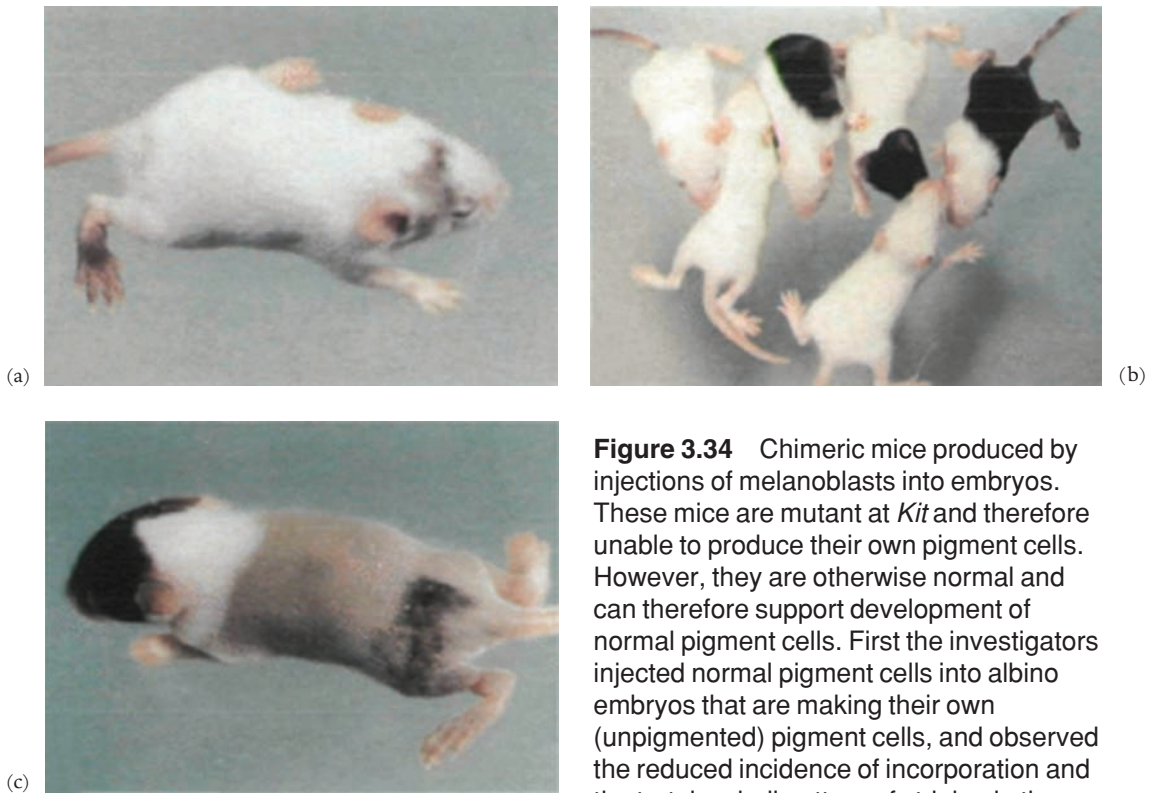 (a)
(b)
Figure 3.34 Chimeric mice produced by
injections of melanoblasts into embryos.
These mice are mutant at Kit and therefore
unable to produce their own pigment cells.
However, they are otherwise normal and
can therefore support development of
normal pigment cells. First the investigators
injected normal pigment cells into albino
embryos that are making their own
(unpigmented) pigment cells, and observed
the reduced incidence of incorporation and
(c)